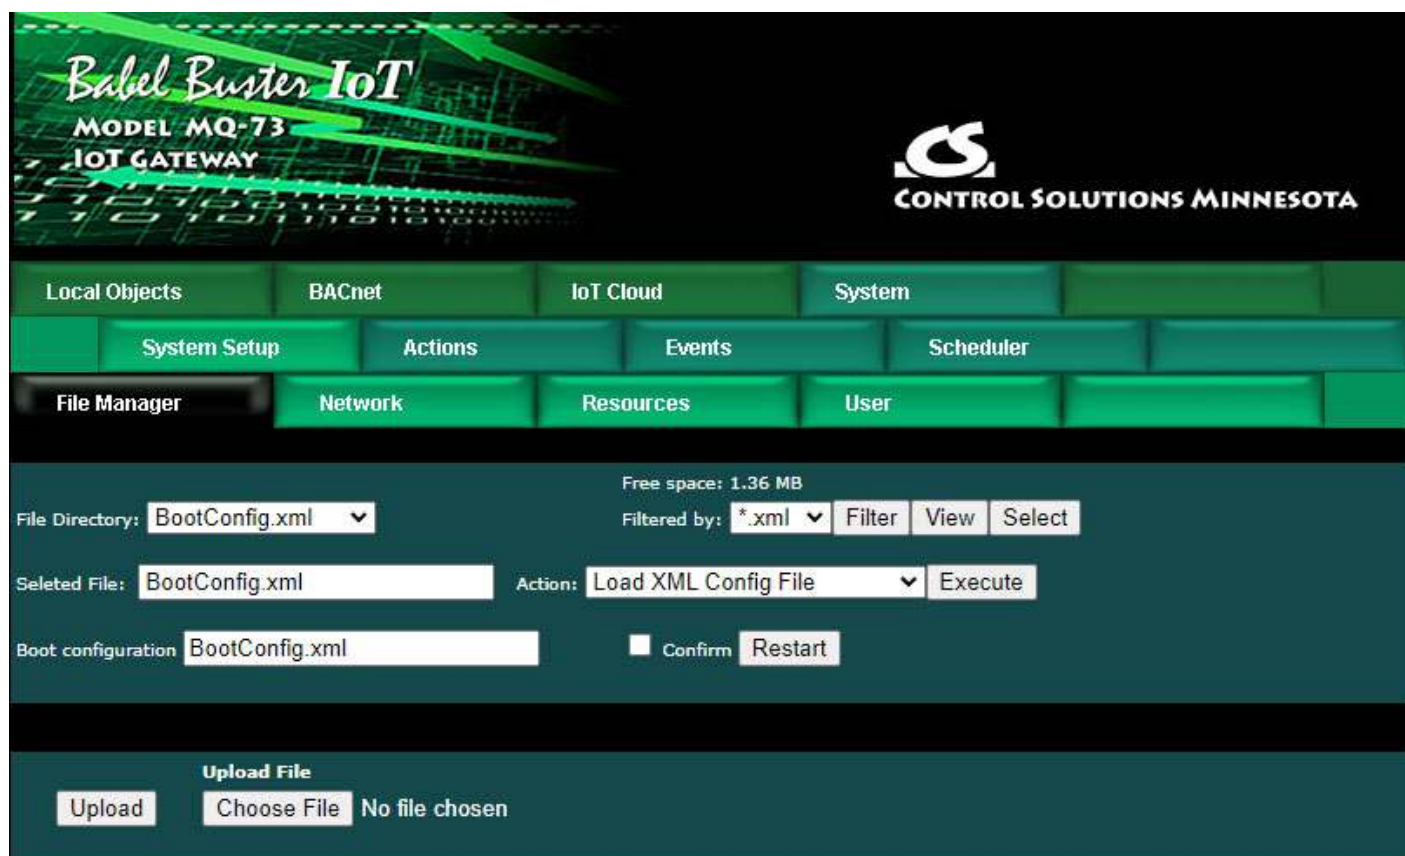 Babel Buster IoT
MODEL MQ-73
IOT GATEWAY
CS
CONTROL SOLUTIONS MINNESOTA
Local Objects BACnet IoT Cloud System
System Setup Actions Events Scheduler
File Manager Network Resources User
Free space: 1.36 MB
File Directory: BootConfig.xml Filtered by: *.xml Filter View Select
Seleted File: BootConfig.xml Action: Load XML Config File Execute
Boot configuration BootConfig.xml Confirm Restart
Upload File
Upload Choose File No file chosen